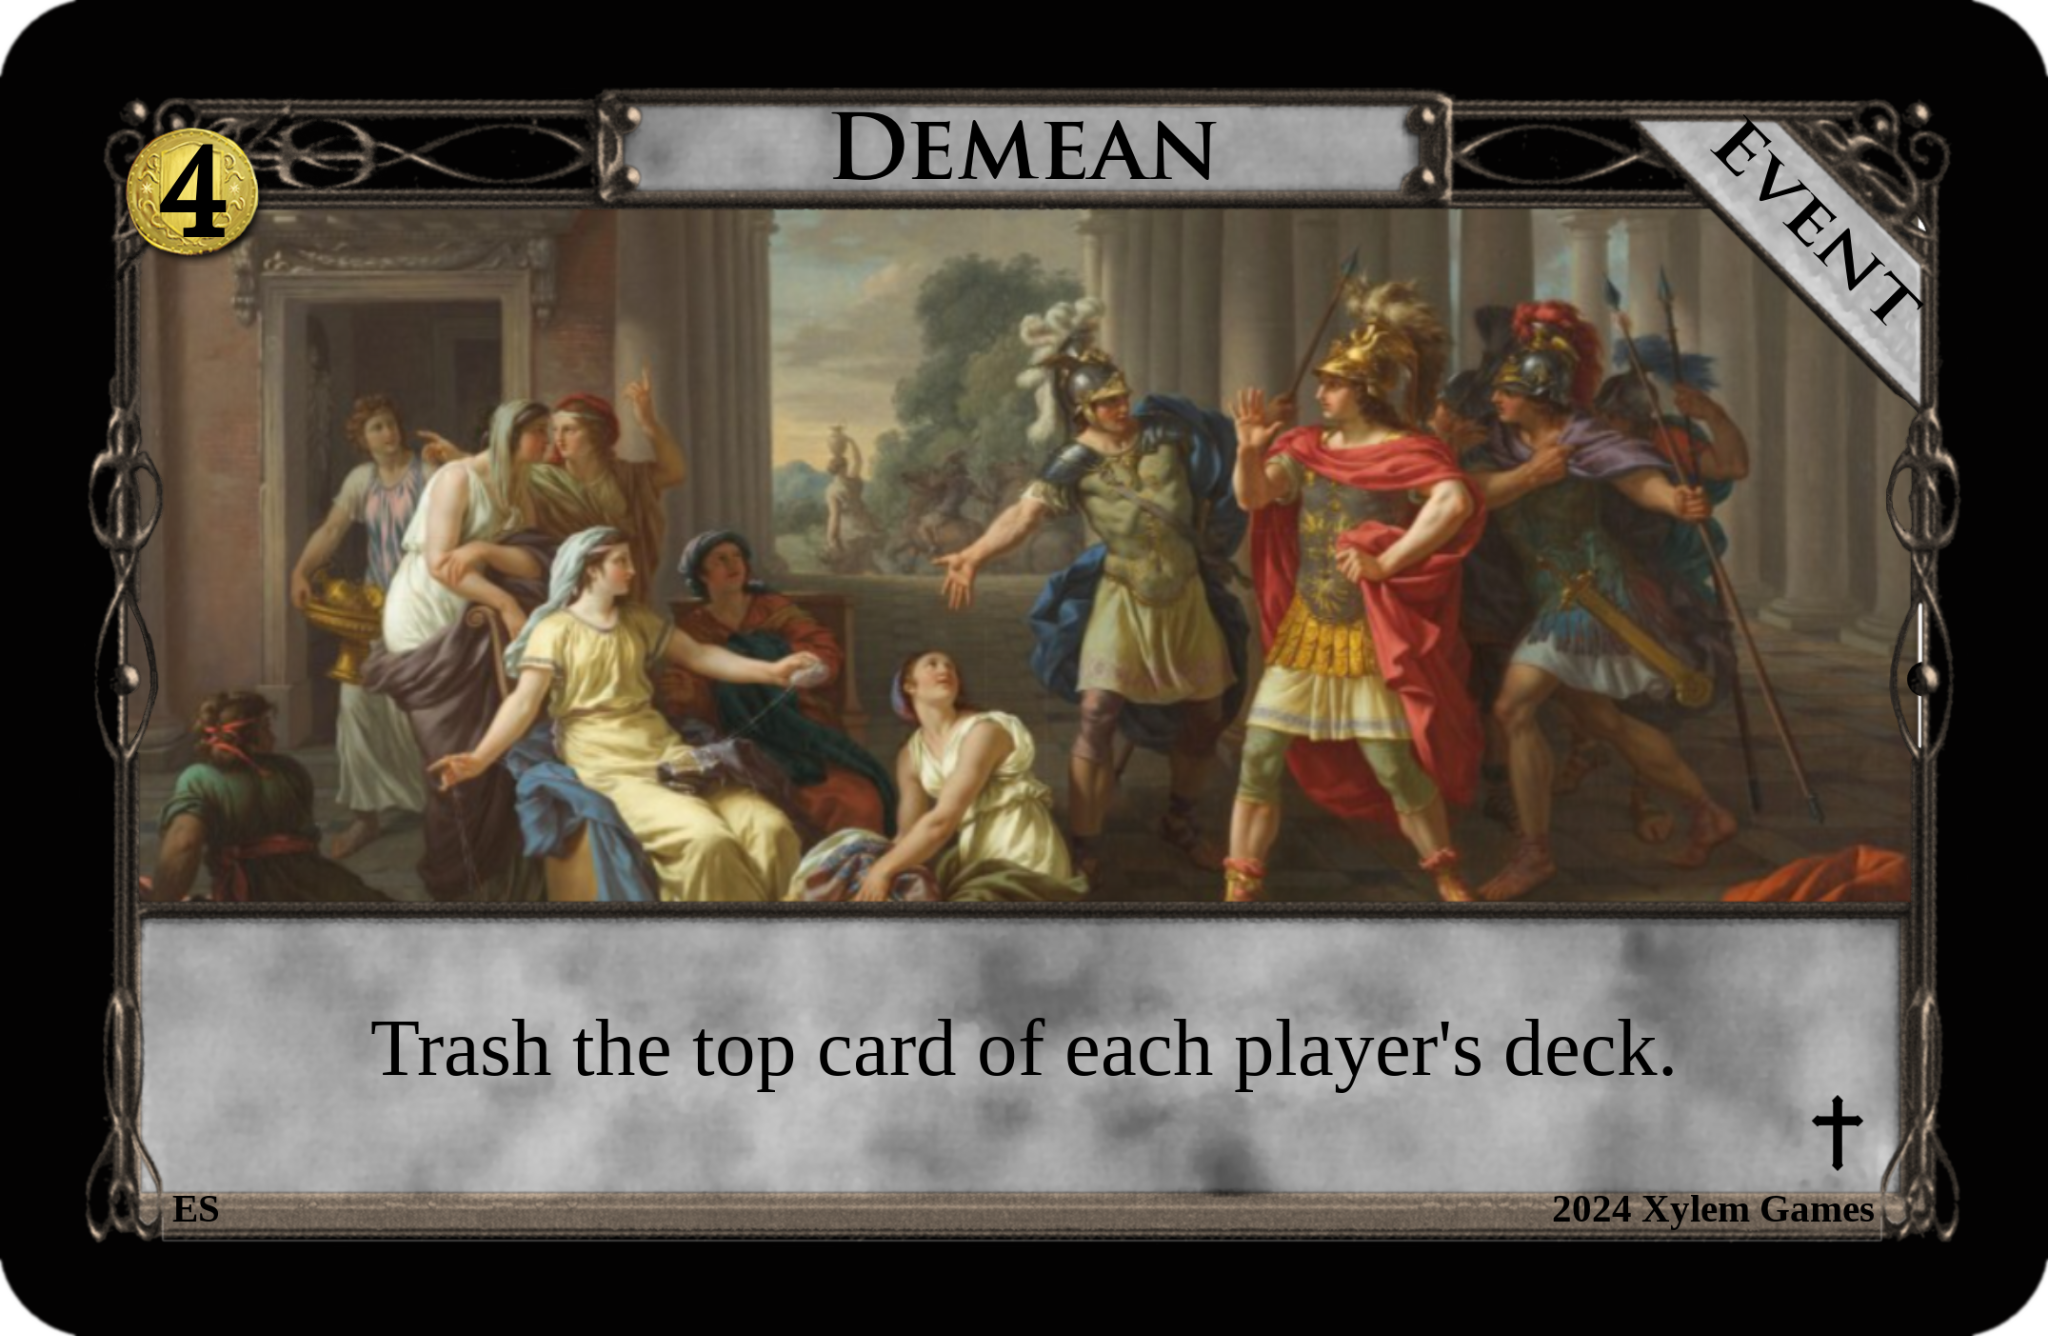 4
DEMEAN
EVENT
Trash the top card of each player's deck.
ES
2024 Xylem Games